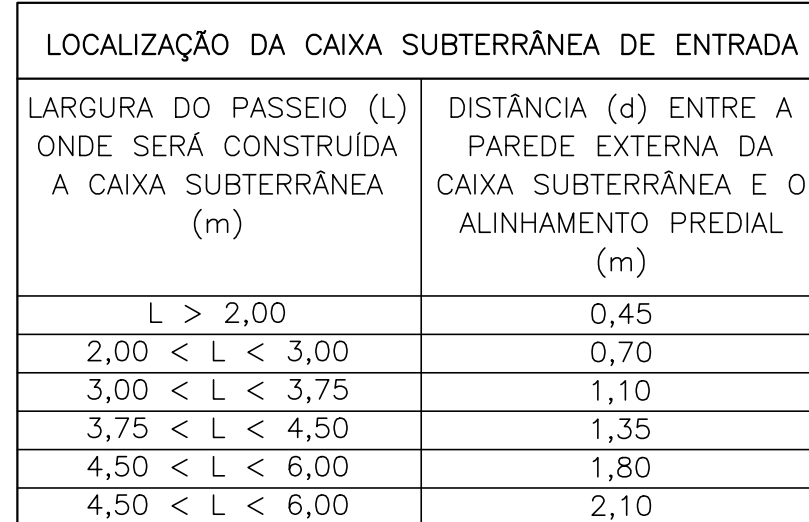 LOCALIZAÇÃO DA CAIXA SUBTERRÂNEA DE ENTRADA
LARGURA DO PASSEIO (L)
ONDE SERÁ CONSTRUÍDA
A CAIXA SUBTERRÂNEA
(m)
DISTÂNCIA (d) ENTRE A
PAREDE EXTERNA DA
CAIXA SUBTERRÂNEA E O
ALINHAMENTO PREDIAL
(m)
L > 2,00 0,45
2,00 < L < 3,00 0,70
3,00 < L < 3,75 1,10
3,75 < L < 4,50 1,35
4,50 < L < 6,00 1,80
4,50 < L < 6,00 2,10